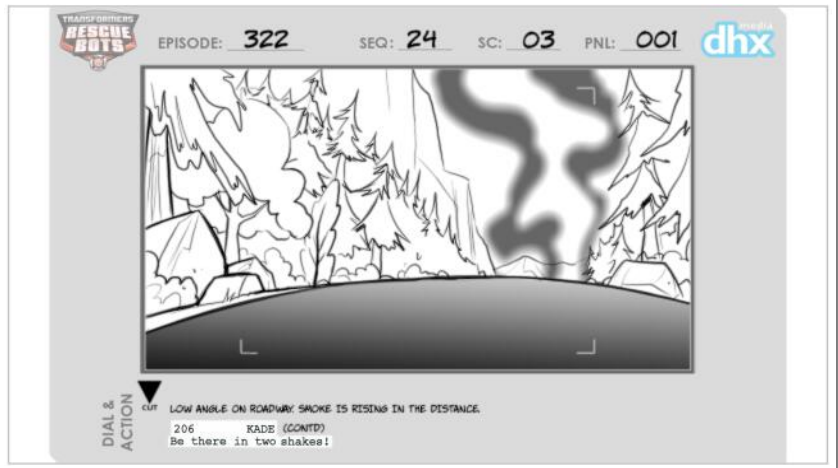 TRANSFORMERS
RESCUE
BOTS
EPISODE: 322 SEQ: 24 SC: 03 PNL: 001
media
dhx
DIAL &
ACTION
CUT
LOW ANGLE ON ROADWAY. SMOKE IS RISING IN THE DISTANCE.
206 KADE (CONTD)
Be there in two shakes!